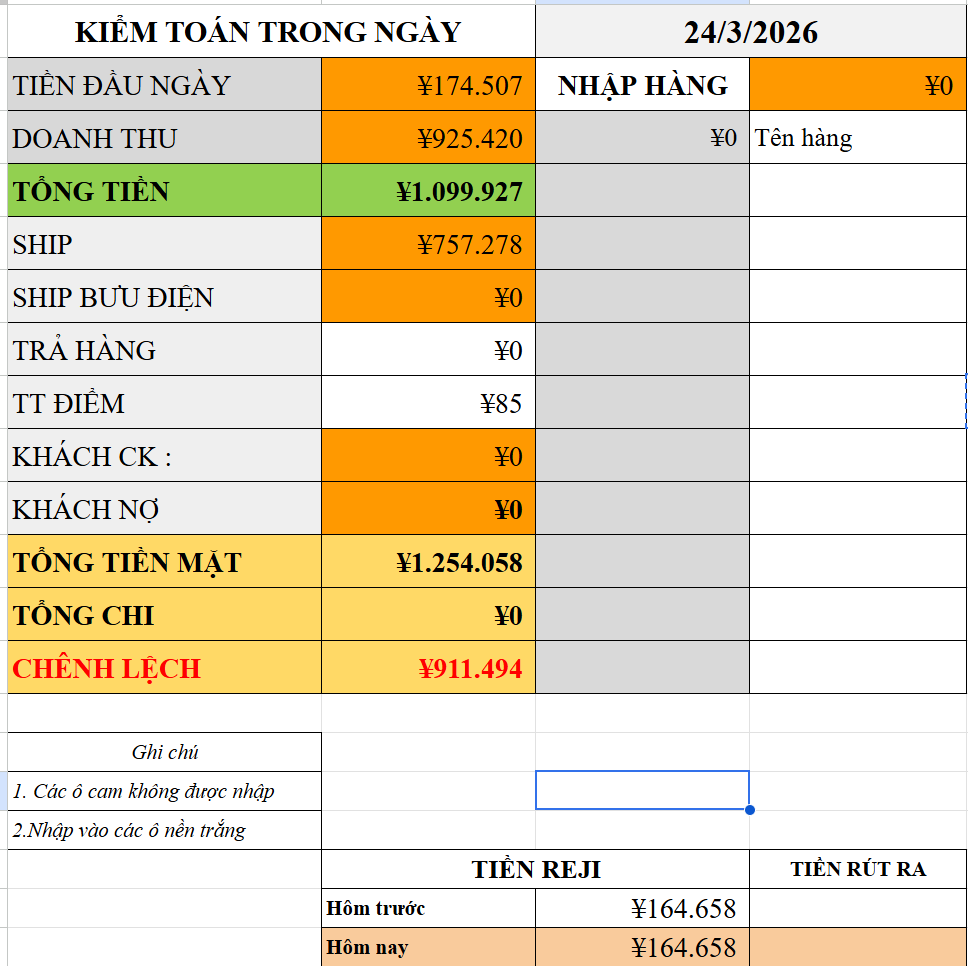 KIỂM TOÁN TRONG NGÀY 24/3/2026
TIỀN ĐẦU NGÀY ¥174.507 NHẬP HÀNG ¥0
DOANH THU ¥925.420 ¥0 Tên hàng
TỔNG TIỀN ¥1.099.927
SHIP ¥757.278
SHIP BƯU ĐIỆN ¥0
TRẢ HÀNG ¥0
TT ĐIỂM ¥85
KHÁCH CK : ¥0
KHÁCH NỢ ¥0
TỔNG TIỀN MẶT ¥1.254.058
TỔNG CHI ¥0
CHÊNH LỆCH ¥911.494
Ghi chú
1. Các ô cam không được nhập
2.Nhập vào các ô nền trắng
TIỀN REJI TIỀN RÚT RA
Hôm trước ¥164.658
Hôm nay ¥164.658